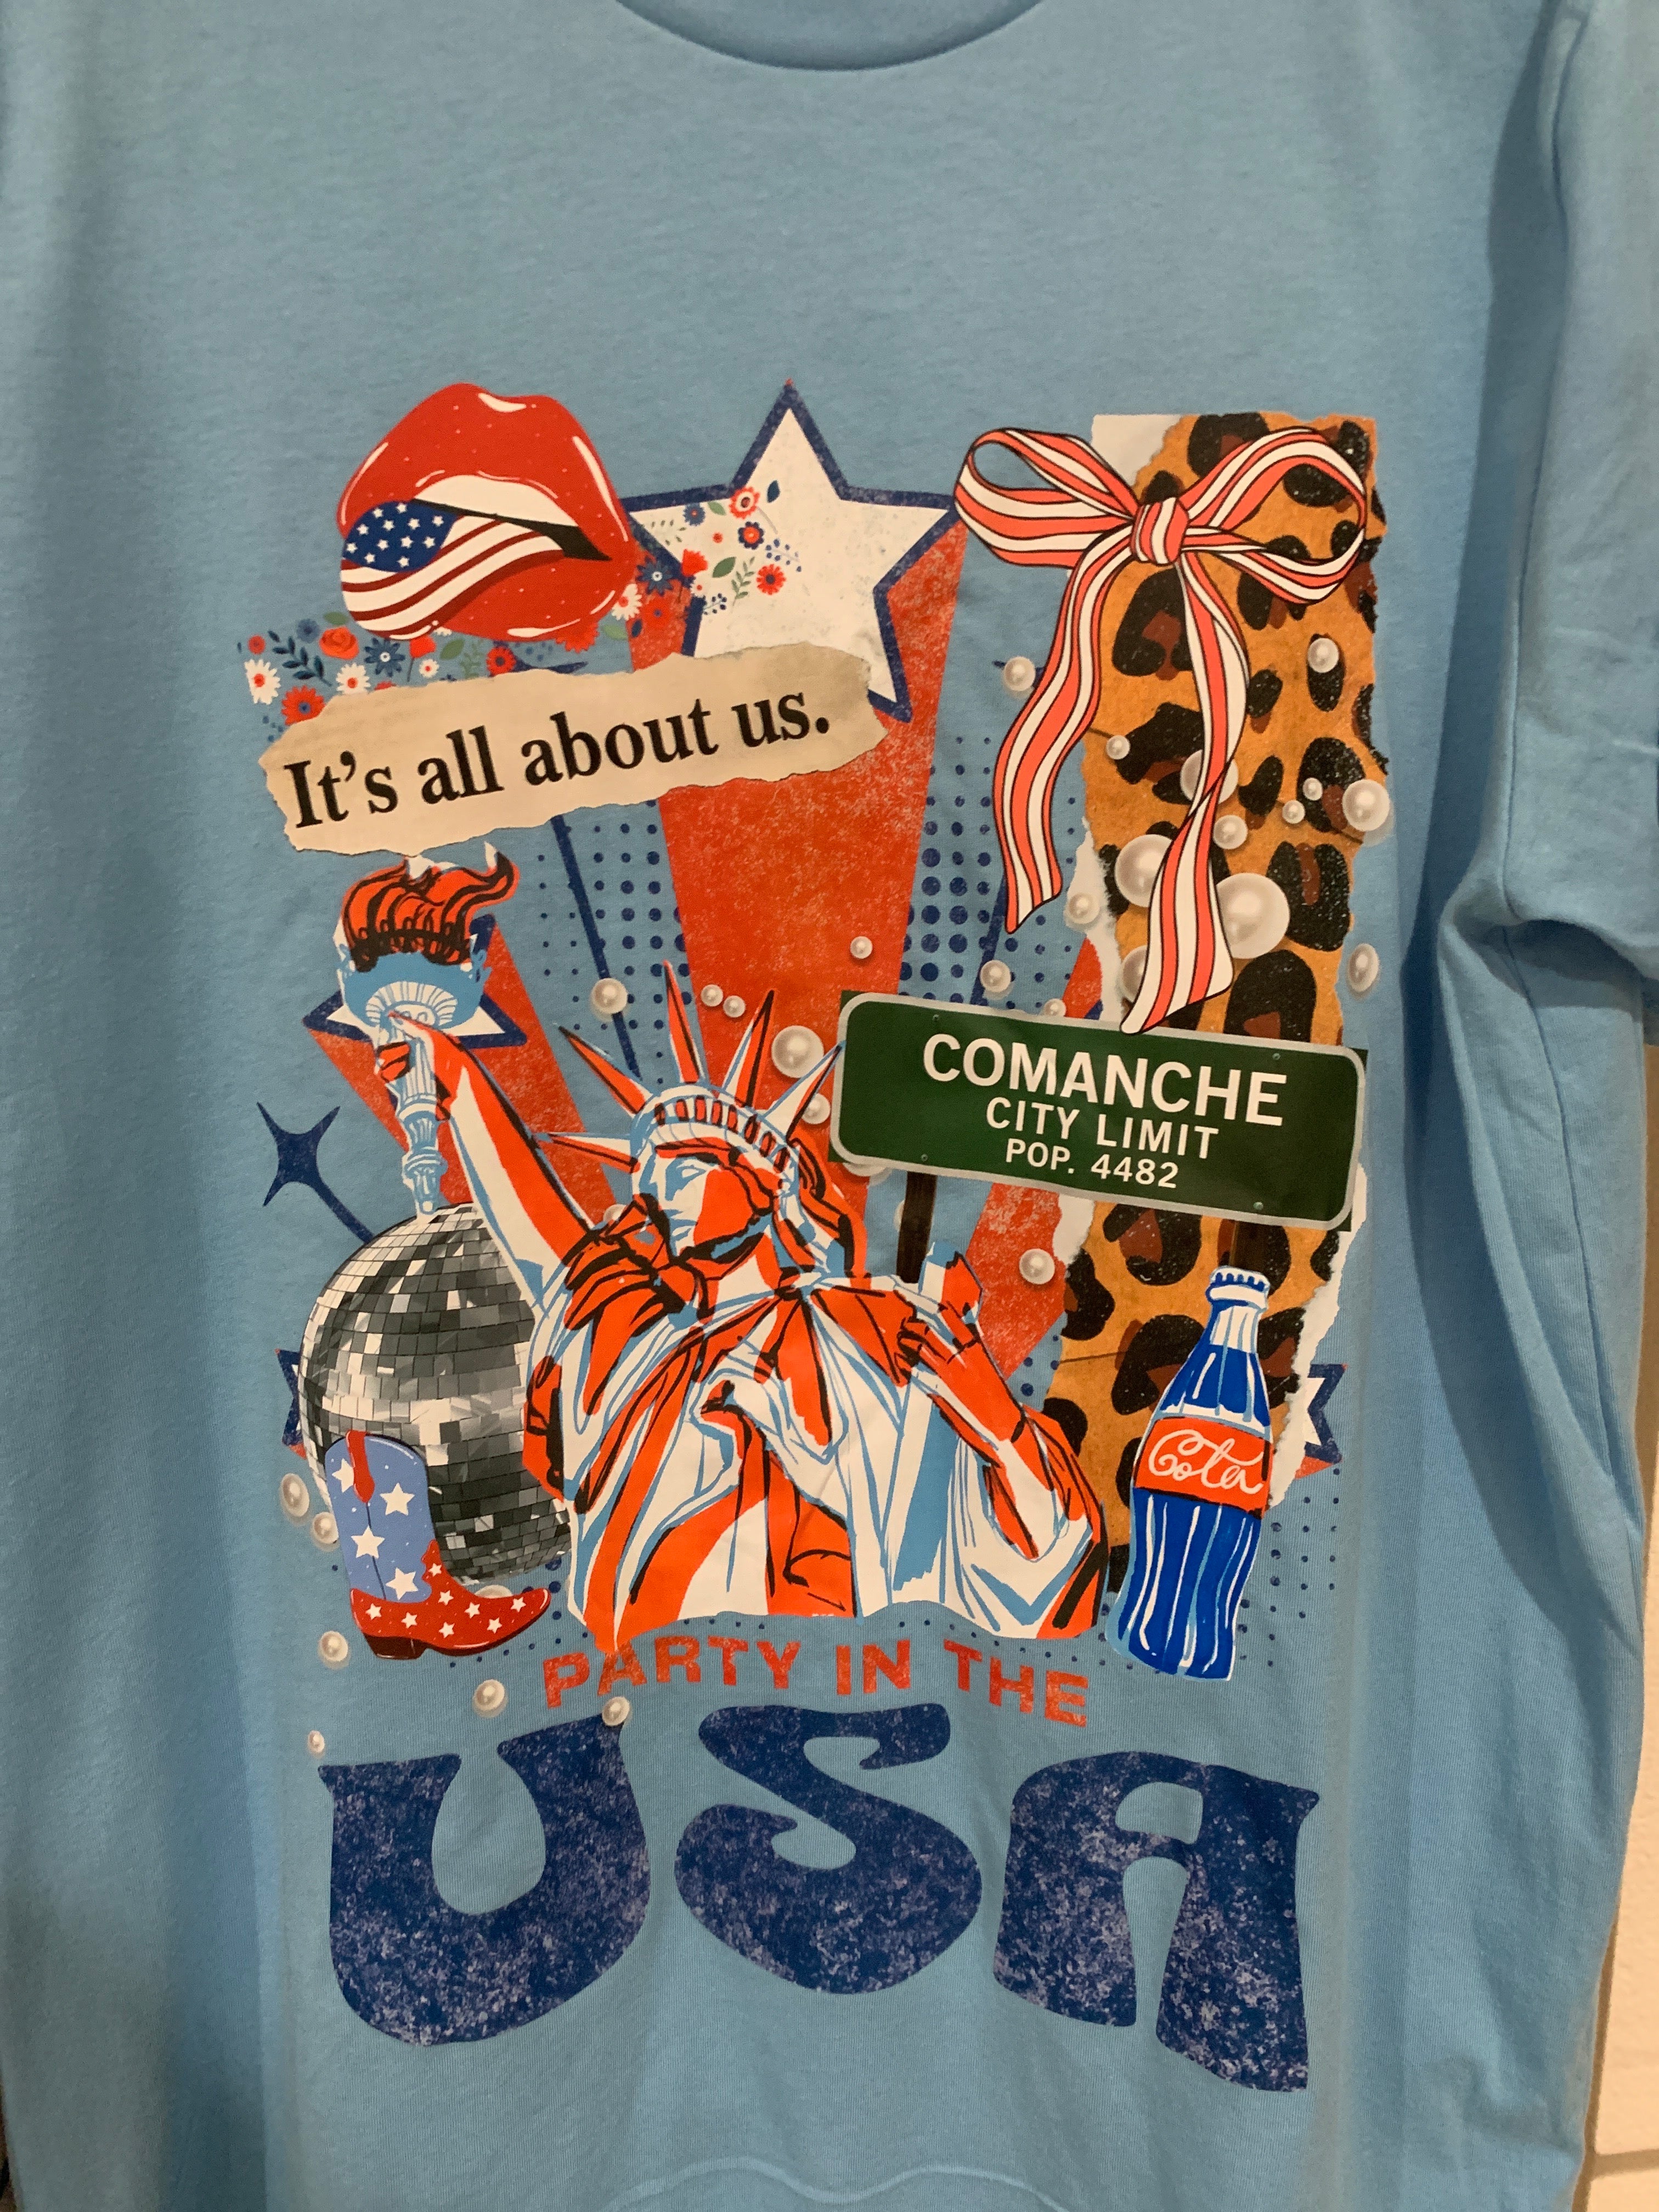 It's all about us.
COMANCHE
CITY LIMIT
POP. 4482
Cola
PARTY IN THE
USA